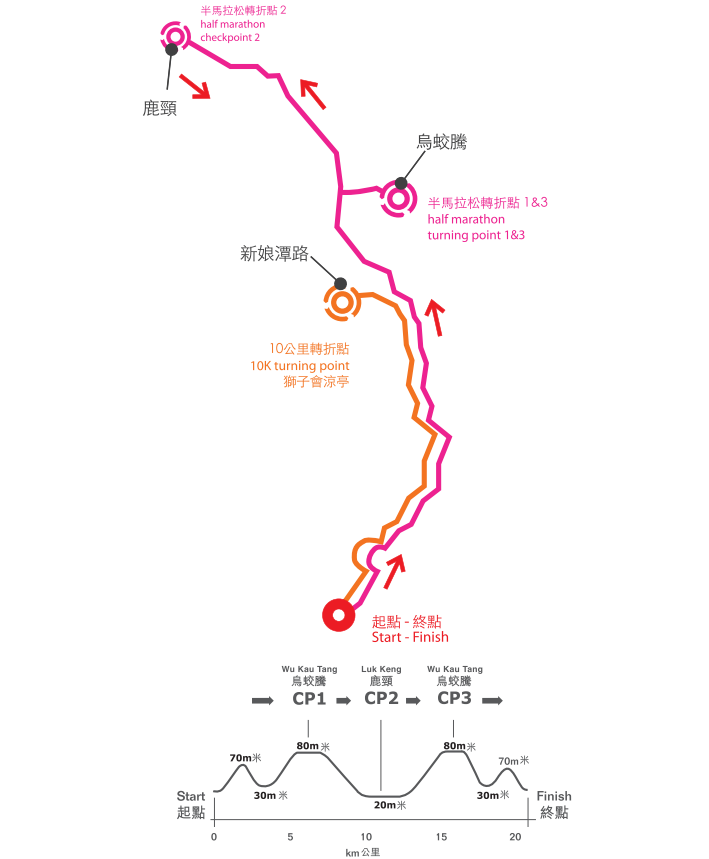 半馬拉松轉折點 2
half marathon
checkpoint 2
鹿頸
烏蛟騰
半馬拉松轉折點 1&3
half marathon
turning point 1&3
新娘潭路
10公里轉折點
10K turning point
獅子會涼亭
起點 - 終點
Start - Finish
Wu Kau Tang Luk Keng Wu Kau Tang
烏蛟騰 鹿頸 烏蛟騰
CP1 CP2 CP3
80m米 80m米
70m米 70m米
30m米 30m米
20m米
Start Finish
起點 終點
0 5 10 15 20
km公里